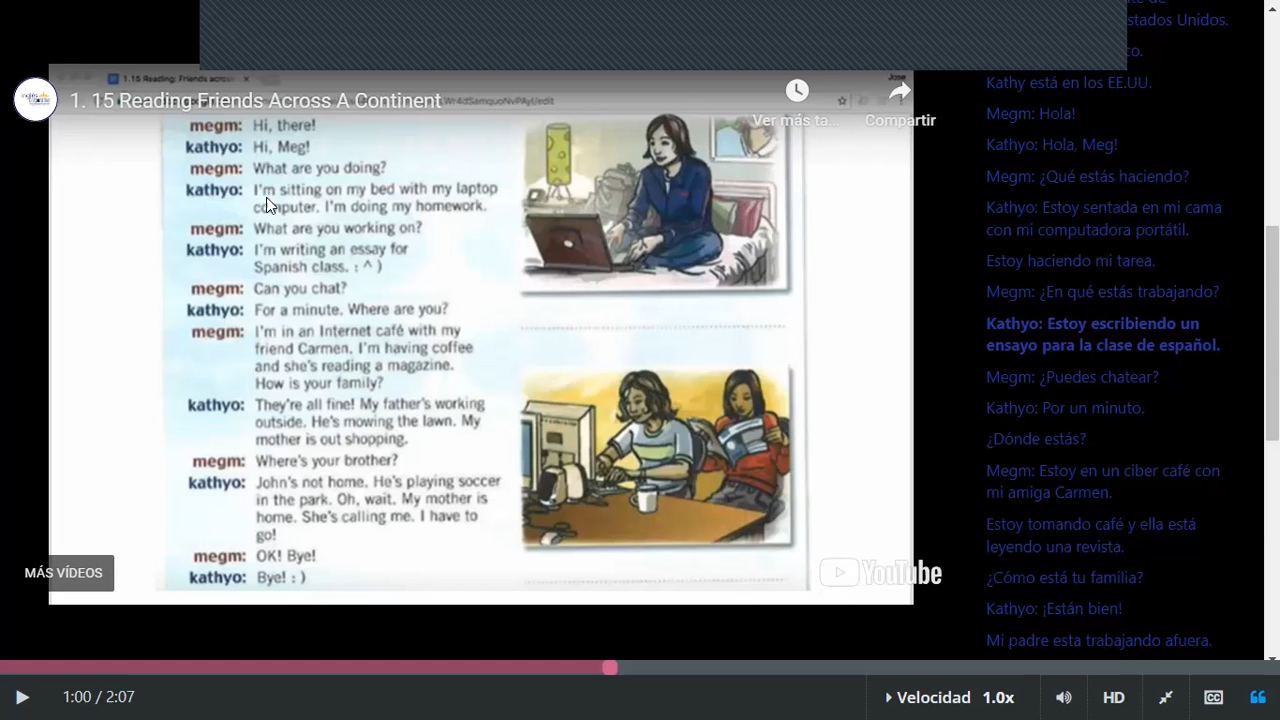 1.15 Reading: Friends across
Jose
1. 15 Reading Friends Across A Continent
Ver más ta...
Compartir
megm: Hi, there!
kathyo: Hi, Meg!
megm: What are you doing?
kathyo: I'm sitting on my bed with my laptop
computer. I'm doing my homework.
megm: What are you working on?
kathyo: I'm writing an essay for
Spanish class. : ^ )
megm: Can you chat?
kathyo: For a minute. Where are you?
megm: I'm in an Internet café with my
friend Carmen. I'm having coffee
and she's reading a magazine.
How is your family?
kathyo: They're all fine! My father's working
outside. He's mowing the lawn. My
mother is out shopping.
megm: Where's your brother?
kathyo: John's not home. He's playing soccer
in the park. Oh, wait. My mother is
home. She's calling me. I have to
go!
megm: OK! Bye!
kathyo: Bye! : )
MÁS VÍDEOS
YouTube
stados Unidos.
Kathy está en los EE.UU.
Megm: Hola!
Kathyo: Hola, Meg!
Megm: ¿Qué estás haciendo?
Kathyo: Estoy sentada en mi cama
con mi computadora portátil.
Estoy haciendo mi tarea.
Megm: ¿En qué estás trabajando?
Kathyo: Estoy escribiendo un
ensayo para la clase de español.
Megm: ¿Puedes chatear?
Kathyo: Por un minuto.
¿Dónde estás?
Megm: Estoy en un ciber café con
mi amiga Carmen.
Estoy tomando café y ella está
leyendo una revista.
¿Cómo está tu familia?
Kathyo: ¡Están bien!
Mi padre esta trabajando afuera.
1:00 / 2:07
Velocidad 1.0x
HD
CC